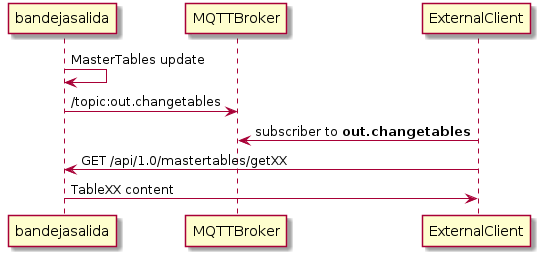 bandejasalida MQTTBroker ExternalClient
MasterTables update
/topic:out.changetables
subscriber to out.changetables
GET /api/1.0/mastertables/getXX
TableXX content
bandejasalida MQTTBroker ExternalClient